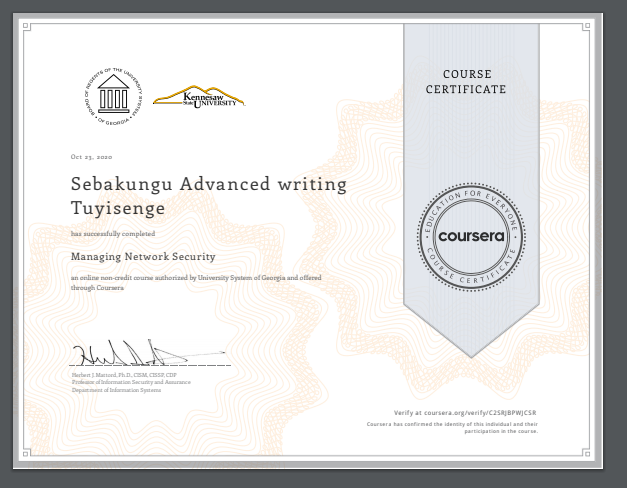 BOARD OF REGENTS OF THE UNIVERSITY SYSTEM
• OF GEORGIA •
Kennesaw
State UNIVERSITY
COURSE
CERTIFICATE
Oct 23, 2020
Sebakungu Advanced writing
Tuyisenge
has successfully completed
Managing Network Security
an online non-credit course authorized by University System of Georgia and offered
through Coursera
EDUCATION FOR EVERYONE
coursera
COURSE CERTIFICATE
Herbert J. Mattord, Ph.D., CISM, CISSP, CDP
Professor of Information Security and Assurance
Department of Information Systems
Verify at coursera.org/verify/C2SRJBPWJCSR
Coursera has confirmed the identity of this individual and their
participation in the course.